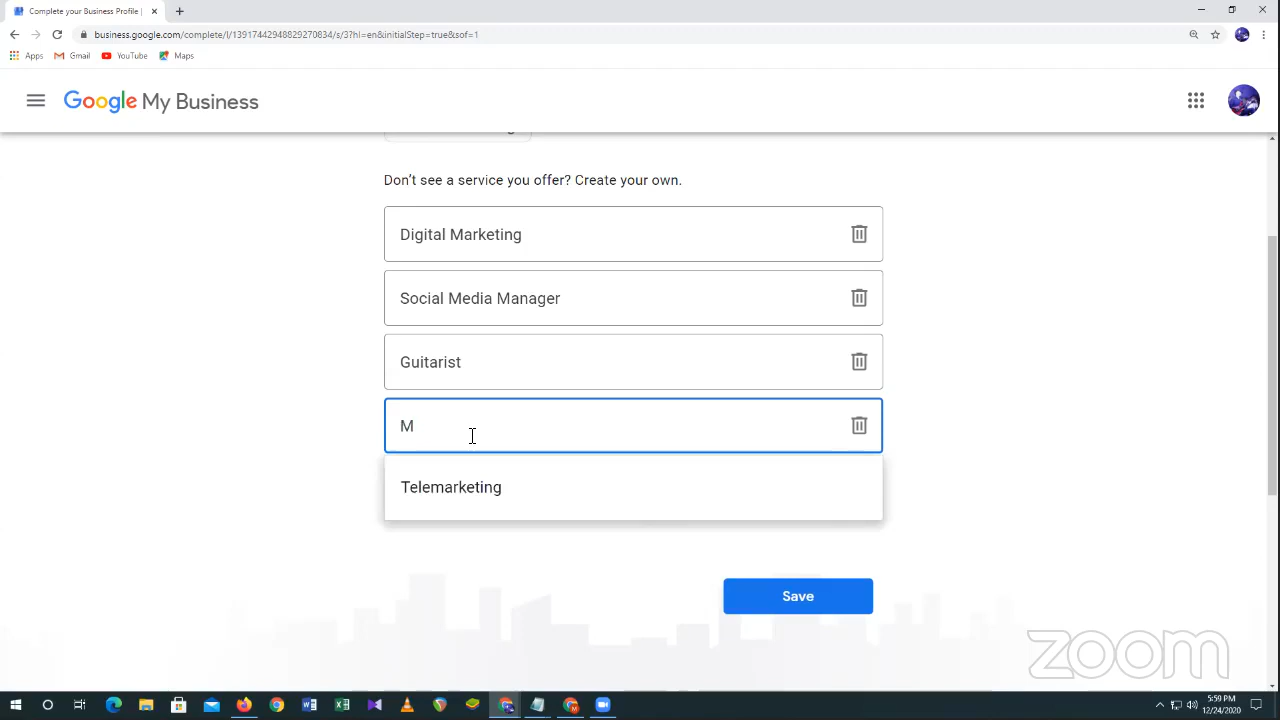 Complete your Business Profile |
business.google.com/complete/l/13917442948829270834/s/3?hl=en&initialStep=true&sof=1
Apps Gmail YouTube Maps
Google My Business
Don't see a service you offer? Create your own.
Digital Marketing
Social Media Manager
Guitarist
M
Telemarketing
Save
zoom
5:59 PM
12/24/2020